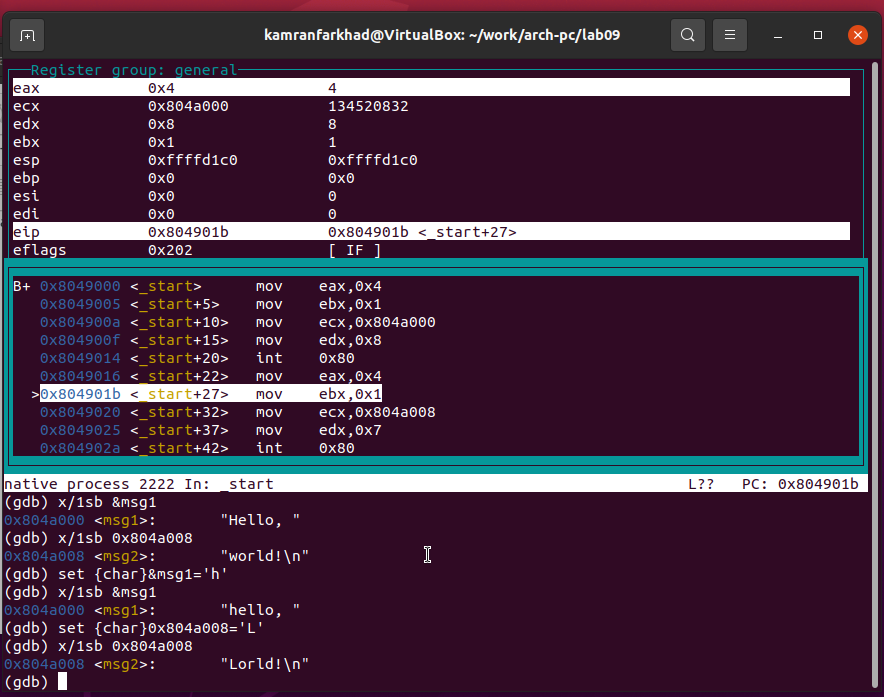 kamranfarkhad@VirtualBox: ~/work/arch-pc/lab09
Register group: general
eax 0x4 4
ecx 0x804a000 134520832
edx 0x8 8
ebx 0x1 1
esp 0xffffd1c0 0xffffd1c0
ebp 0x0 0x0
esi 0x0 0
edi 0x0 0
eip 0x804901b 0x804901b <_start+27>
eflags 0x202 [ IF ]
B+ 0x8049000 <_start> mov eax,0x4
0x8049005 <_start+5> mov ebx,0x1
0x804900a <_start+10> mov ecx,0x804a000
0x804900f <_start+15> mov edx,0x8
0x8049014 <_start+20> int 0x80
0x8049016 <_start+22> mov eax,0x4
>0x804901b <_start+27> mov ebx,0x1
0x8049020 <_start+32> mov ecx,0x804a008
0x8049025 <_start+37> mov edx,0x7
0x804902a <_start+42> int 0x80
native process 2222 In: _start L?? PC: 0x804901b
(gdb) x/1sb &msg1
0x804a000 <msg1>: "Hello, "
(gdb) x/1sb 0x804a008
0x804a008 <msg2>: "world!\n"
(gdb) set {char}&msg1='h'
(gdb) x/1sb &msg1
0x804a000 <msg1>: "hello, "
(gdb) set {char}0x804a008='L'
(gdb) x/1sb 0x804a008
0x804a008 <msg2>: "Lorld!\n"
(gdb)